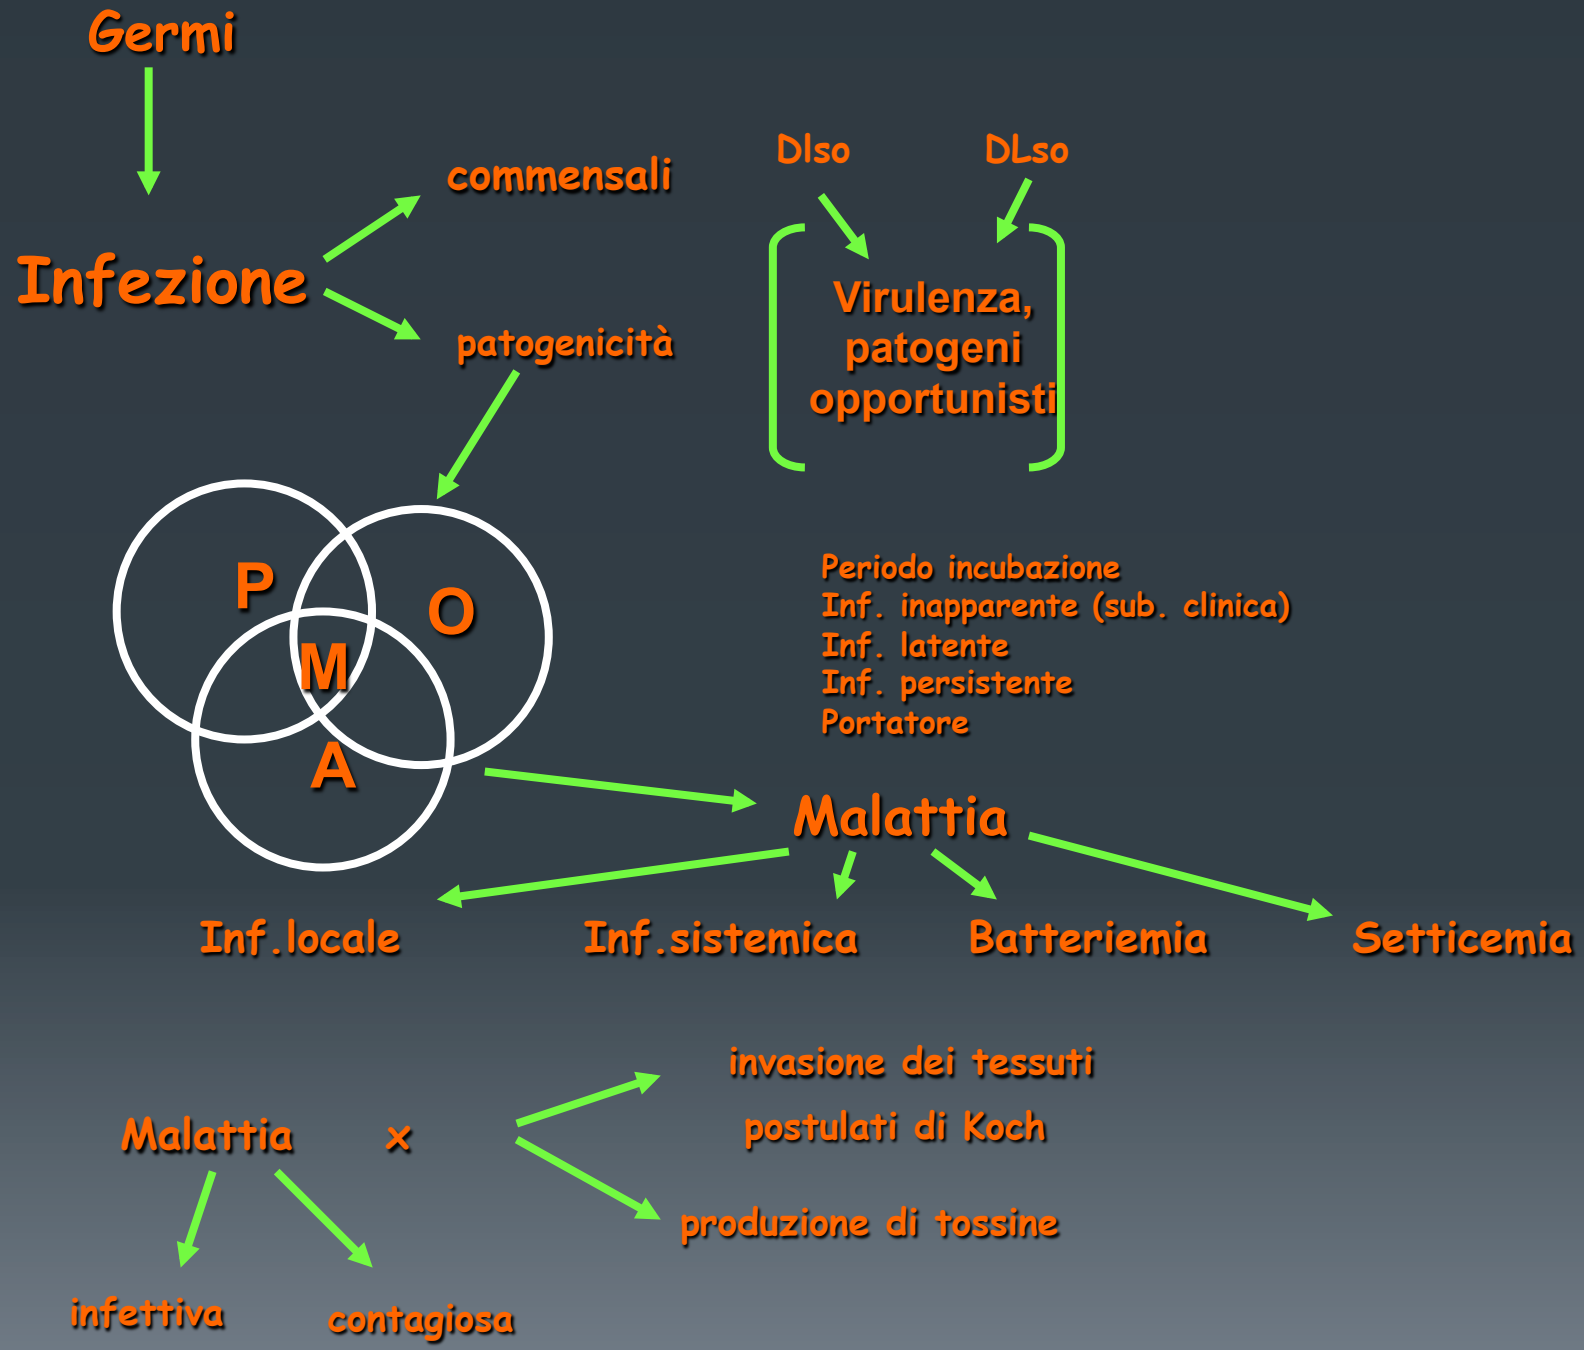 Germi
commensali
DIso
DLso
Infezione
patogenicità
Virulenza,
patogeni
opportunisti
P
O
M
A
Periodo incubazione
Inf. inapparente (sub. clinica)
Inf. latente
Inf. persistente
Portatore
Malattia
Inf.locale
Inf.sistemica
Batteriemia
Setticemia
invasione dei tessuti
Malattia x
postulati di Koch
produzione di tossine
infettiva
contagiosa